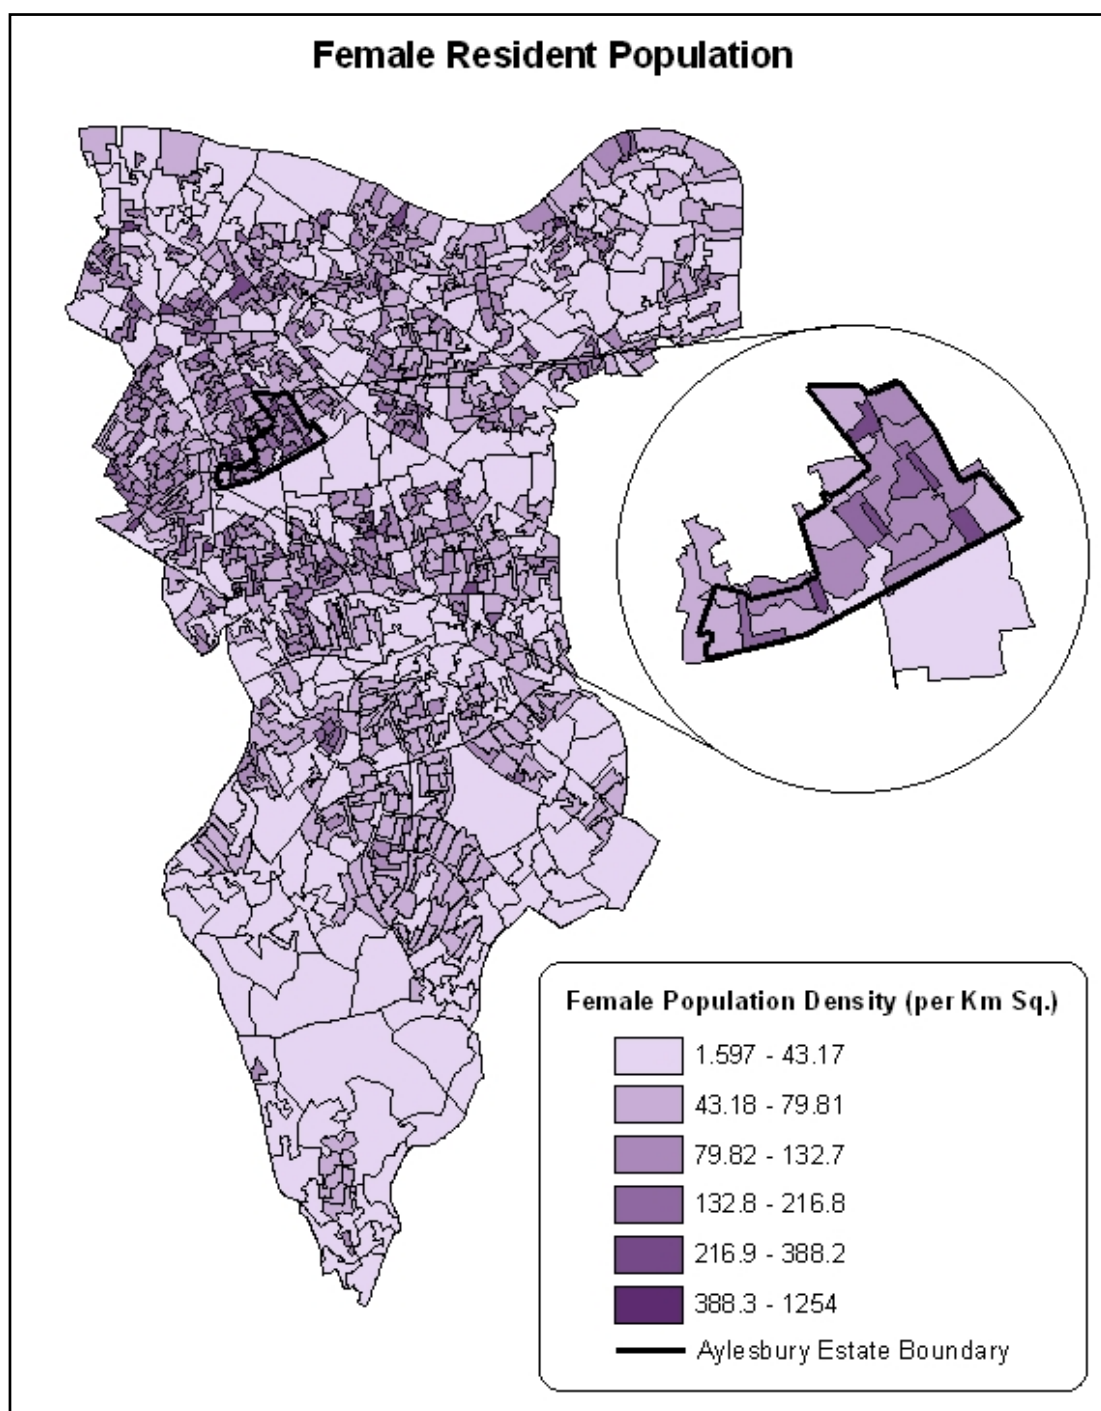 Female Resident Population
Female Population Density (per Km Sq.)
1.597 - 43.17
43.18 - 79.81
79.82 - 132.7
132.8 - 216.8
216.9 - 388.2
388.3 - 1254
Aylesbury Estate Boundary